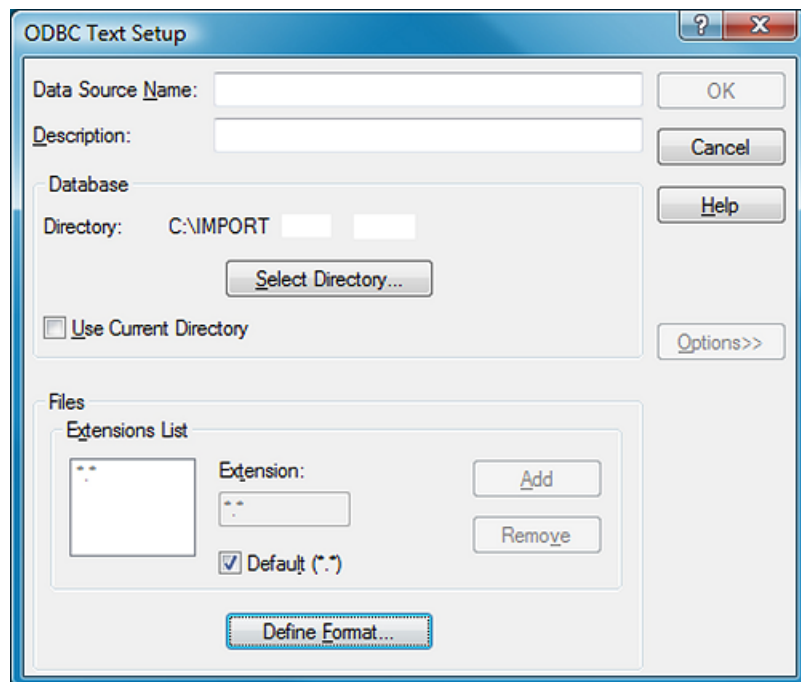 ODBC Text Setup
Data Source Name:
OK
Description:
Cancel
Database
Help
Directory: C:\IMPORT
Select Directory...
Use Current Directory
Options>>
Files
Extensions List
*.*
Extension:
*.*
Add
Remove
Default (*.*)
Define Format...